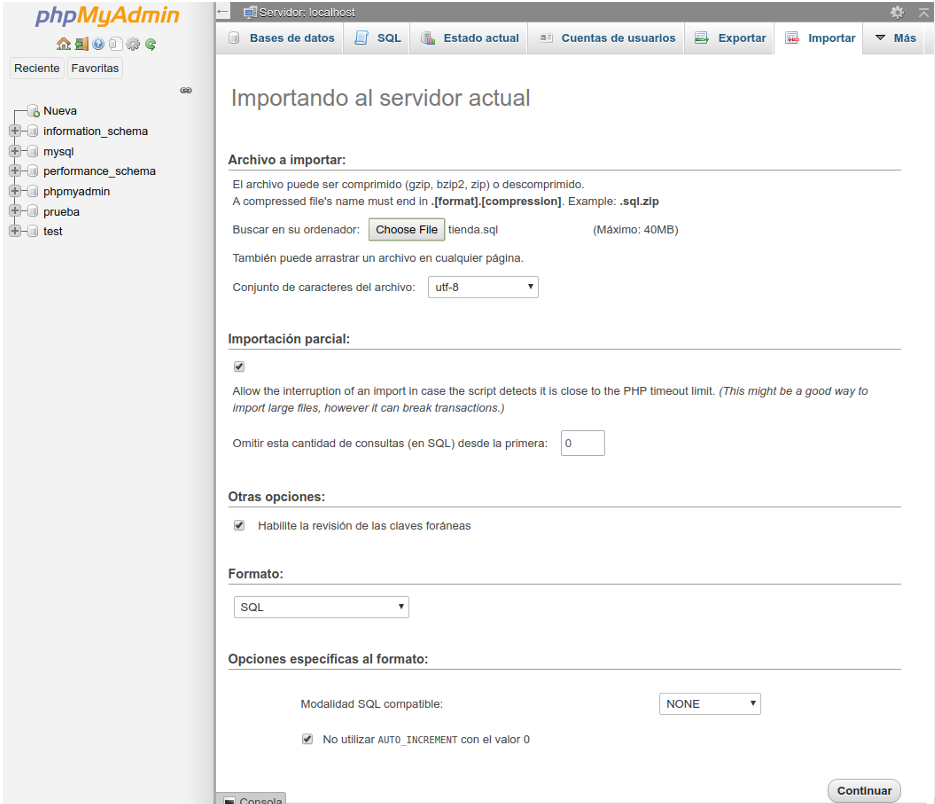 phpMyAdmin
Reciente Favoritas
Nueva
information_schema
mysql
performance_schema
phpmyadmin
prueba
test
Servidor: localhost
Bases de datos SQL Estado actual Cuentas de usuarios Exportar Importar Más
Importando al servidor actual
Archivo a importar:
El archivo puede ser comprimido (gzip, bzip2, zip) o descomprimido.
A compressed file's name must end in .[format].[compression]. Example: .sql.zip
Buscar en su ordenador: Choose File tienda.sql (Máximo: 40MB)
También puede arrastrar un archivo en cualquier página.
Conjunto de caracteres del archivo: utf-8
Importación parcial:
Allow the interruption of an import in case the script detects it is close to the PHP timeout limit. (This might be a good way to
import large files, however it can break transactions.)
Omitir esta cantidad de consultas (en SQL) desde la primera: 0
Otras opciones:
Habilite la revisión de las claves foráneas
Formato:
SQL
Opciones específicas al formato:
Modalidad SQL compatible: NONE
No utilizar AUTO_INCREMENT con el valor 0
Continuar
Consola